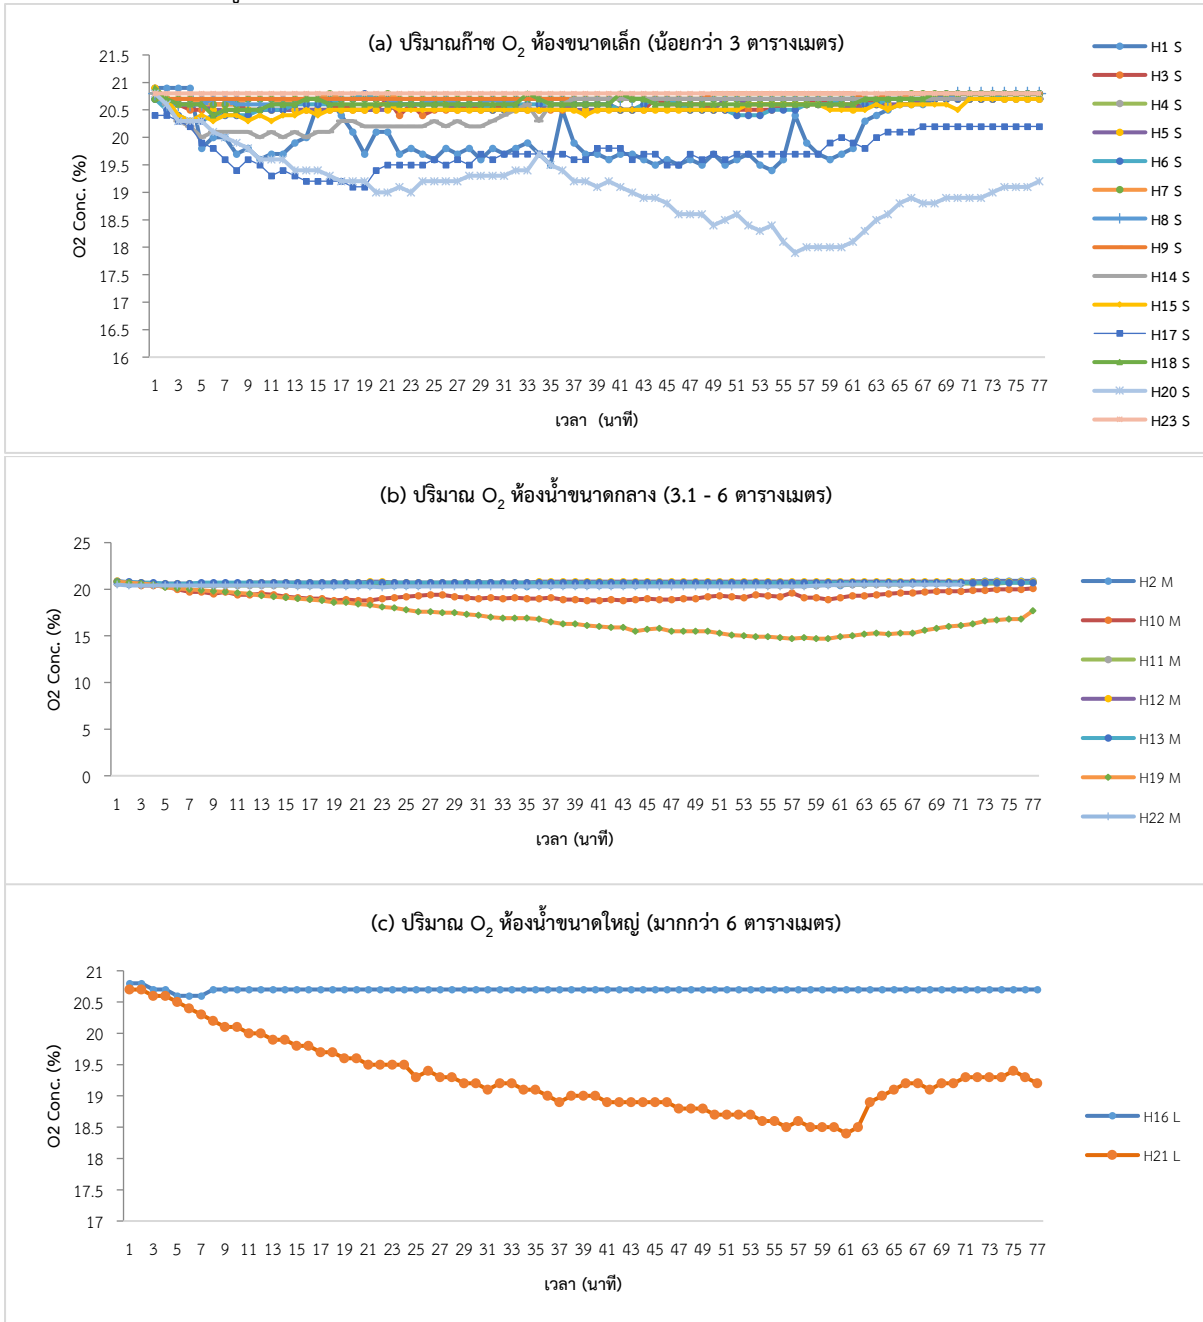 (a) ปริมาณก๊าซ O2 ห้องขนาดเล็ก (น้อยกว่า 3 ตารางเมตร)
O2 Conc. (%)
21.5
21
20.5
20
19.5
19
18.5
18
17.5
17
16.5
16
1 3 5 7 9 11 13 15 17 19 21 23 25 27 29 31 33 35 37 39 41 43 45 47 49 51 53 55 57 59 61 63 65 67 69 71 73 75 77
เวลา (นาที)
H1 S
H3 S
H4 S
H5 S
H6 S
H7 S
H8 S
H9 S
H14 S
H15 S
H17 S
H18 S
H20 S
H23 S
(b) ปริมาณ O2 ห้องน้ำขนาดกลาง (3.1 - 6 ตารางเมตร)
O2 Conc. (%)
25
20
15
10
5
0
1 3 5 7 9 11 13 15 17 19 21 23 25 27 29 31 33 35 37 39 41 43 45 47 49 51 53 55 57 59 61 63 65 67 69 71 73 75 77
เวลา (นาที)
H2 M
H10 M
H11 M
H12 M
H13 M
H19 M
H22 M
(c) ปริมาณ O2 ห้องน้ำขนาดใหญ่ (มากกว่า 6 ตารางเมตร)
O2 Conc. (%)
21
20.5
20
19.5
19
18.5
18
17.5
17
1 3 5 7 9 11 13 15 17 19 21 23 25 27 29 31 33 35 37 39 41 43 45 47 49 51 53 55 57 59 61 63 65 67 69 71 73 75 77
เวลา (นาที)
H16 L
H21 L